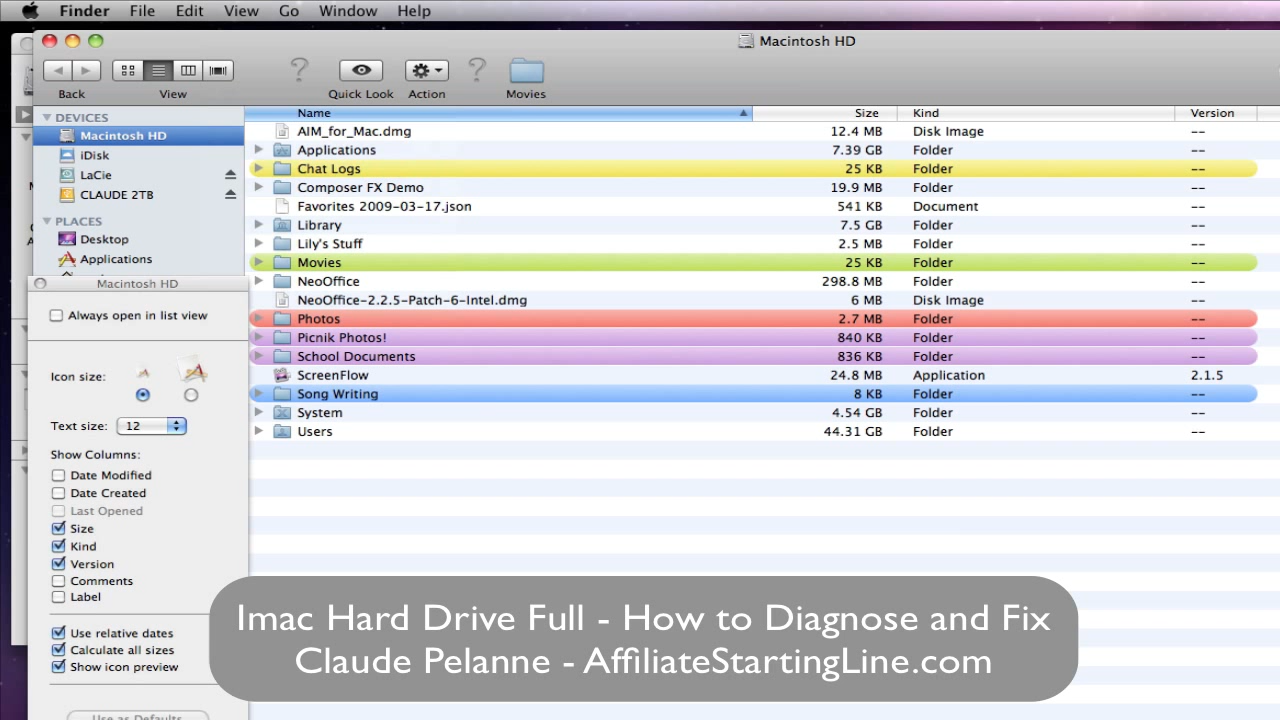 Finder File Edit View Go Window Help
Macintosh HD
Back View Quick Look Action Movies
DEVICES
Macintosh HD
iDisk
LaCie
CLAUDE 2TB
PLACES
Desktop
Applications
Name Size Kind Version
AIM_for_Mac.dmg 12.4 MB Disk Image --
Applications 7.39 GB Folder --
Chat Logs 25 KB Folder --
Composer FX Demo 19.9 MB Folder --
Favorites 2009-03-17.json 541 KB Document --
Library 7.5 GB Folder --
Lily's Stuff 2.5 MB Folder --
Movies 25 KB Folder --
NeoOffice 298.8 MB Folder --
NeoOffice-2.2.5-Patch-6-Intel.dmg 6 MB Disk Image --
Photos 2.7 MB Folder --
Picnik Photos! 840 KB Folder --
School Documents 836 KB Folder --
ScreenFlow 24.8 MB Application 2.1.5
Song Writing 8 KB Folder --
System 4.54 GB Folder --
Users 44.31 GB Folder --
Macintosh HD
Always open in list view
Icon size:
Text size: 12
Show Columns:
Date Modified
Date Created
Last Opened
Size
Kind
Version
Comments
Label
Use relative dates
Calculate all sizes
Show icon preview
Use as Defaults
Imac Hard Drive Full - How to Diagnose and Fix
Claude Pelanne - AffiliateStartingLine.com